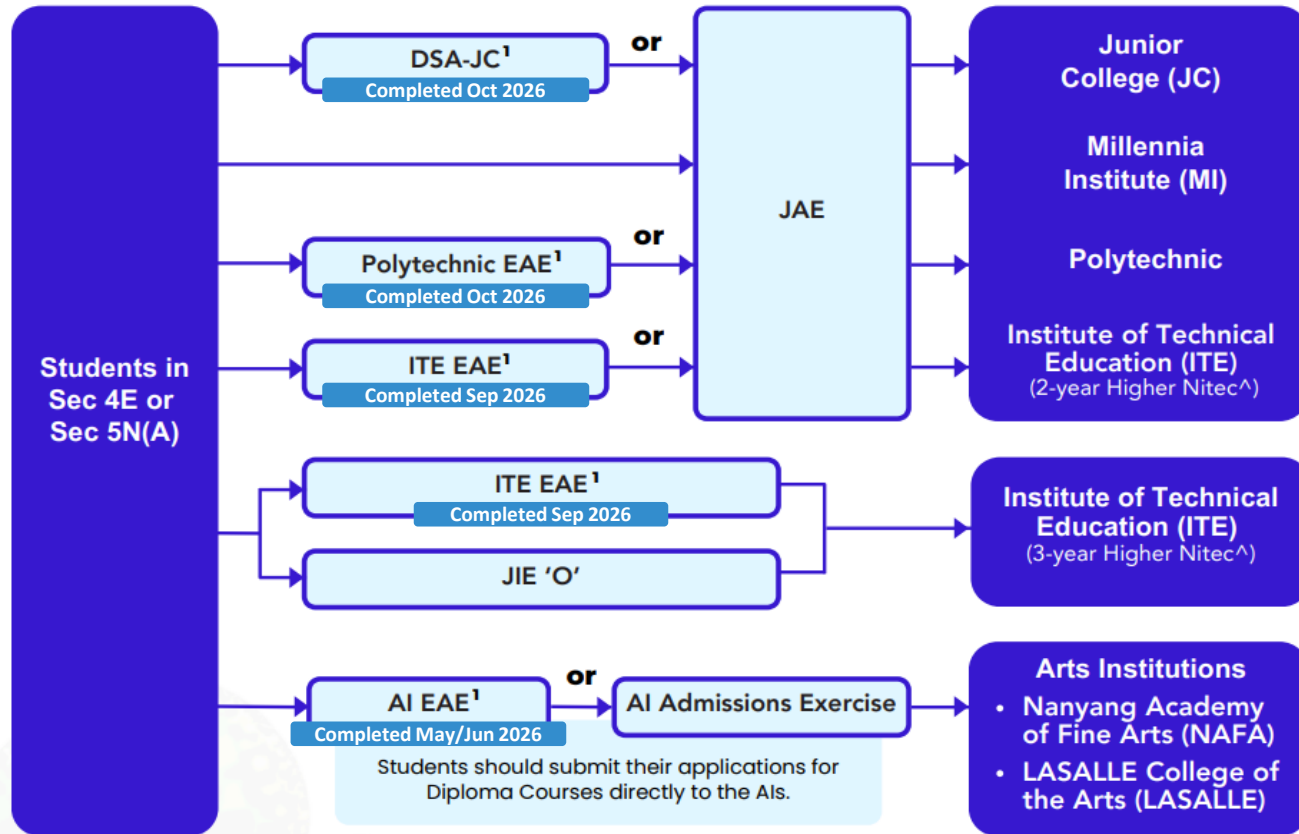 Students in
Sec 4E or
Sec 5N(A)
DSA-JC¹
Completed Oct 2026
or
Polytechnic EAE¹
Completed Oct 2026
or
ITE EAE¹
Completed Sep 2026
or
JAE
Junior
College (JC)
Millennia
Institute (MI)
Polytechnic
Institute of Technical
Education (ITE)
(2-year Higher Nitec^)
ITE EAE¹
Completed Sep 2026
JIE ‘O’
Institute of Technical
Education (ITE)
(3-year Higher Nitec^)
AI EAE¹
Completed May/Jun 2026
or
AI Admissions Exercise
Students should submit their applications for
Diploma Courses directly to the AIs.
Arts Institutions
• Nanyang Academy
of Fine Arts (NAFA)
• LASALLE College of
the Arts (LASALLE)